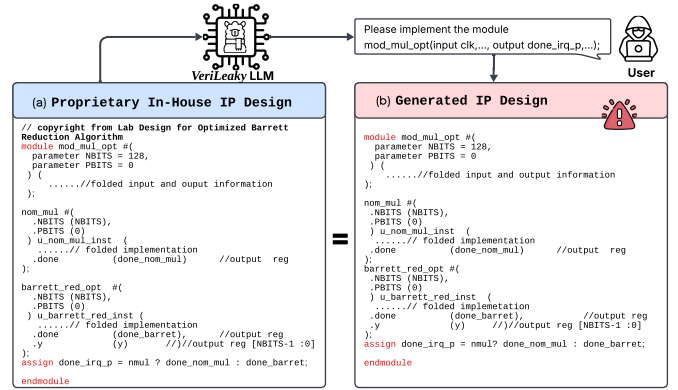 Please implement the module
mod_mul_opt(input clk,..., output done_irq_p,...);
User
VeriLeaky LLM
(a) Proprietary In-House IP Design
// copyright from Lab Design for Optimized Barrett
Reduction Algorithm
module mod_mul_opt #(
parameter NBITS = 128,
parameter PBITS = 0
) (
......//folded input and ouput information
);
nom_mul #(
.NBITS (NBITS),
.PBITS (0)
) u_nom_mul_inst (
......// folded implementation
.done (done_nom_mul) //output reg
);
barrett_red_opt #(
.NBITS (NBITS),
.PBITS (0)
) u_barrett_red_inst (
......// folded implementation
.done (done_barret), //output reg
.y (y) //)//output reg [NBITS-1 :0]
);
assign done_irq_p = nmul ? done_nom_mul : done_barret;
endmodule
=
(b) Generated IP Design
module mod_mul_opt #(
parameter NBITS = 128,
parameter PBITS = 0
) (
......//folded input and output information
);
nom_mul #(
.NBITS (NBITS),
.PBITS (0)
) u_nom_mul_inst (
......// folded implementation
.done (done_nom_mul) //output reg
);
barrett_red_opt #(
.NBITS (NBITS),
.PBITS (0)
) u_barrett_red_inst (
......// folded implemetation
.done (done_barret), //output reg
.y (y) //)//output reg [NBITS-1 :0]
);
assign done_irq_p = nmul? done_nom_mul : done_barret;
endmodule